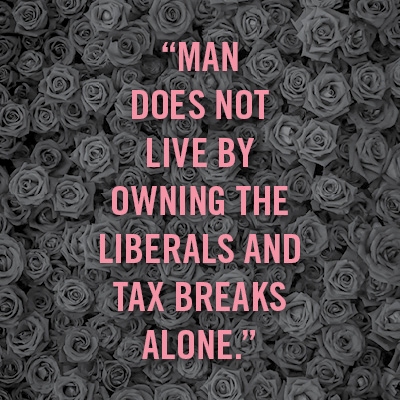 “MAN
DOES NOT
LIVE BY
OWNING THE
LIBERALS AND
TAX BREAKS
ALONE.”